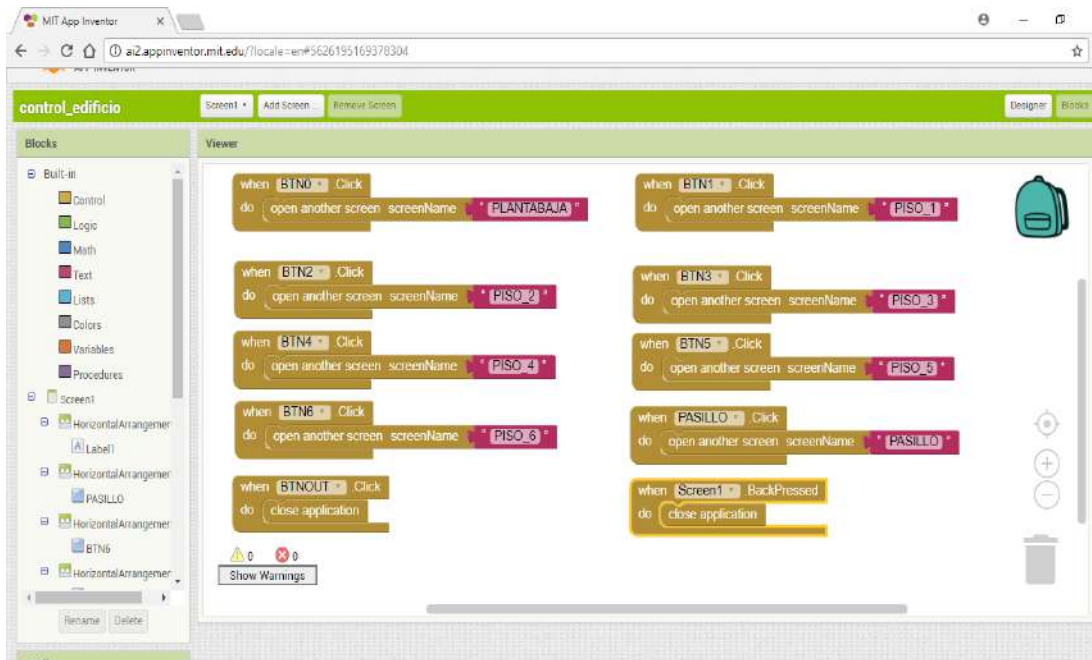 MIT App Inventor
ai2.appinventor.mit.edu/?locale=en#5626195169378304
control_edificio
Screen1
Add Screen ...
Remove Screen
Designer
Blocks
Blocks
Viewer
Built-in
Control
Logic
Math
Text
Lists
Colors
Variables
Procedures
Screen1
HorizontalArrangemer
Label1
HorizontalArrangemer
PASILLO
HorizontalArrangemer
BTN6
HorizontalArrangemer
Rename Delete
when BTN0 .Click
do open another screen screenName " PLANTABAJA "
when BTN1 .Click
do open another screen screenName " PISO_1 "
when BTN2 .Click
do open another screen screenName " PISO_2 "
when BTN3 .Click
do open another screen screenName " PISO_3 "
when BTN4 .Click
do open another screen screenName " PISO_4 "
when BTN5 .Click
do open another screen screenName " PISO_5 "
when BTN6 .Click
do open another screen screenName " PISO_6 "
when PASILLO .Click
do open another screen screenName " PASILLO "
when BTNOUT .Click
do close application
when Screen1 .BackPressed
do close application
0 0
Show Warnings